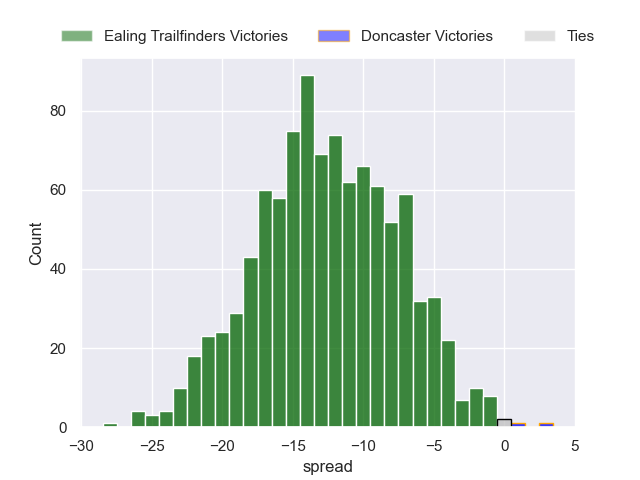 Ealing Trailfinders Victories Doncaster Victories Ties
80
60
40
20
0
Count
−30 −25 −20 −15 −10 −5 0 5
spread